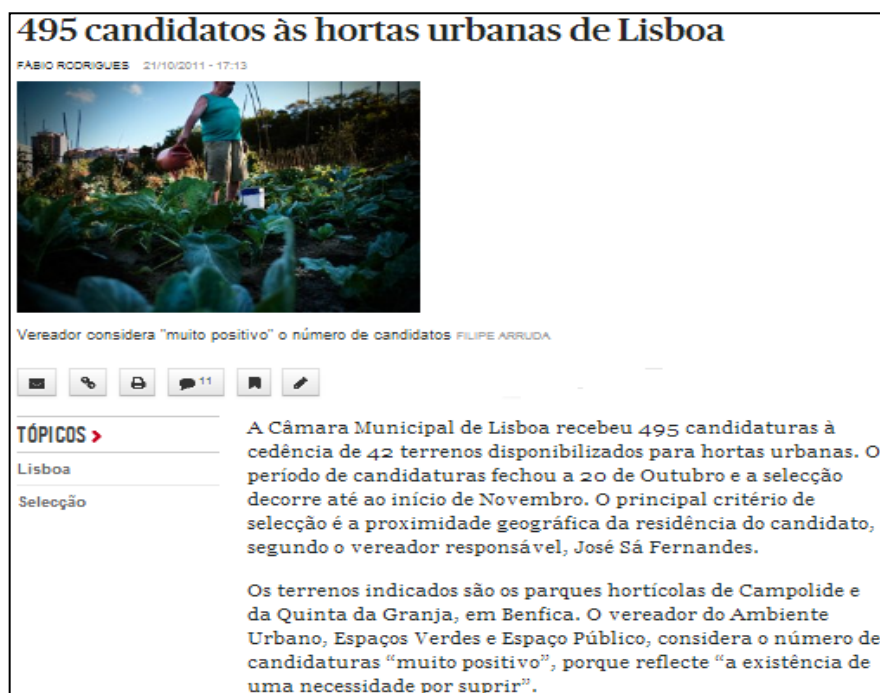 495 candidatos às hortas urbanas de Lisboa
FÁBIO RODRIGUES 21/10/2011 - 17:13
Vereador considera "muito positivo" o número de candidatos FILIPE ARRUDA
11
TÓPICOS
Lisboa
Selecção
A Câmara Municipal de Lisboa recebeu 495 candidaturas à
cedência de 42 terrenos disponibilizados para hortas urbanas. O
período de candidaturas fechou a 20 de Outubro e a selecção
decorre até ao início de Novembro. O principal critério de
selecção é a proximidade geográfica da residência do candidato,
segundo o vereador responsável, José Sá Fernandes.
Os terrenos indicados são os parques hortícolas de Campolide e
da Quinta da Granja, em Benfica. O vereador do Ambiente
Urbano, Espaços Verdes e Espaço Público, considera o número de
candidaturas “muito positivo”, porque reflecte “a existência de
uma necessidade por suprir”.